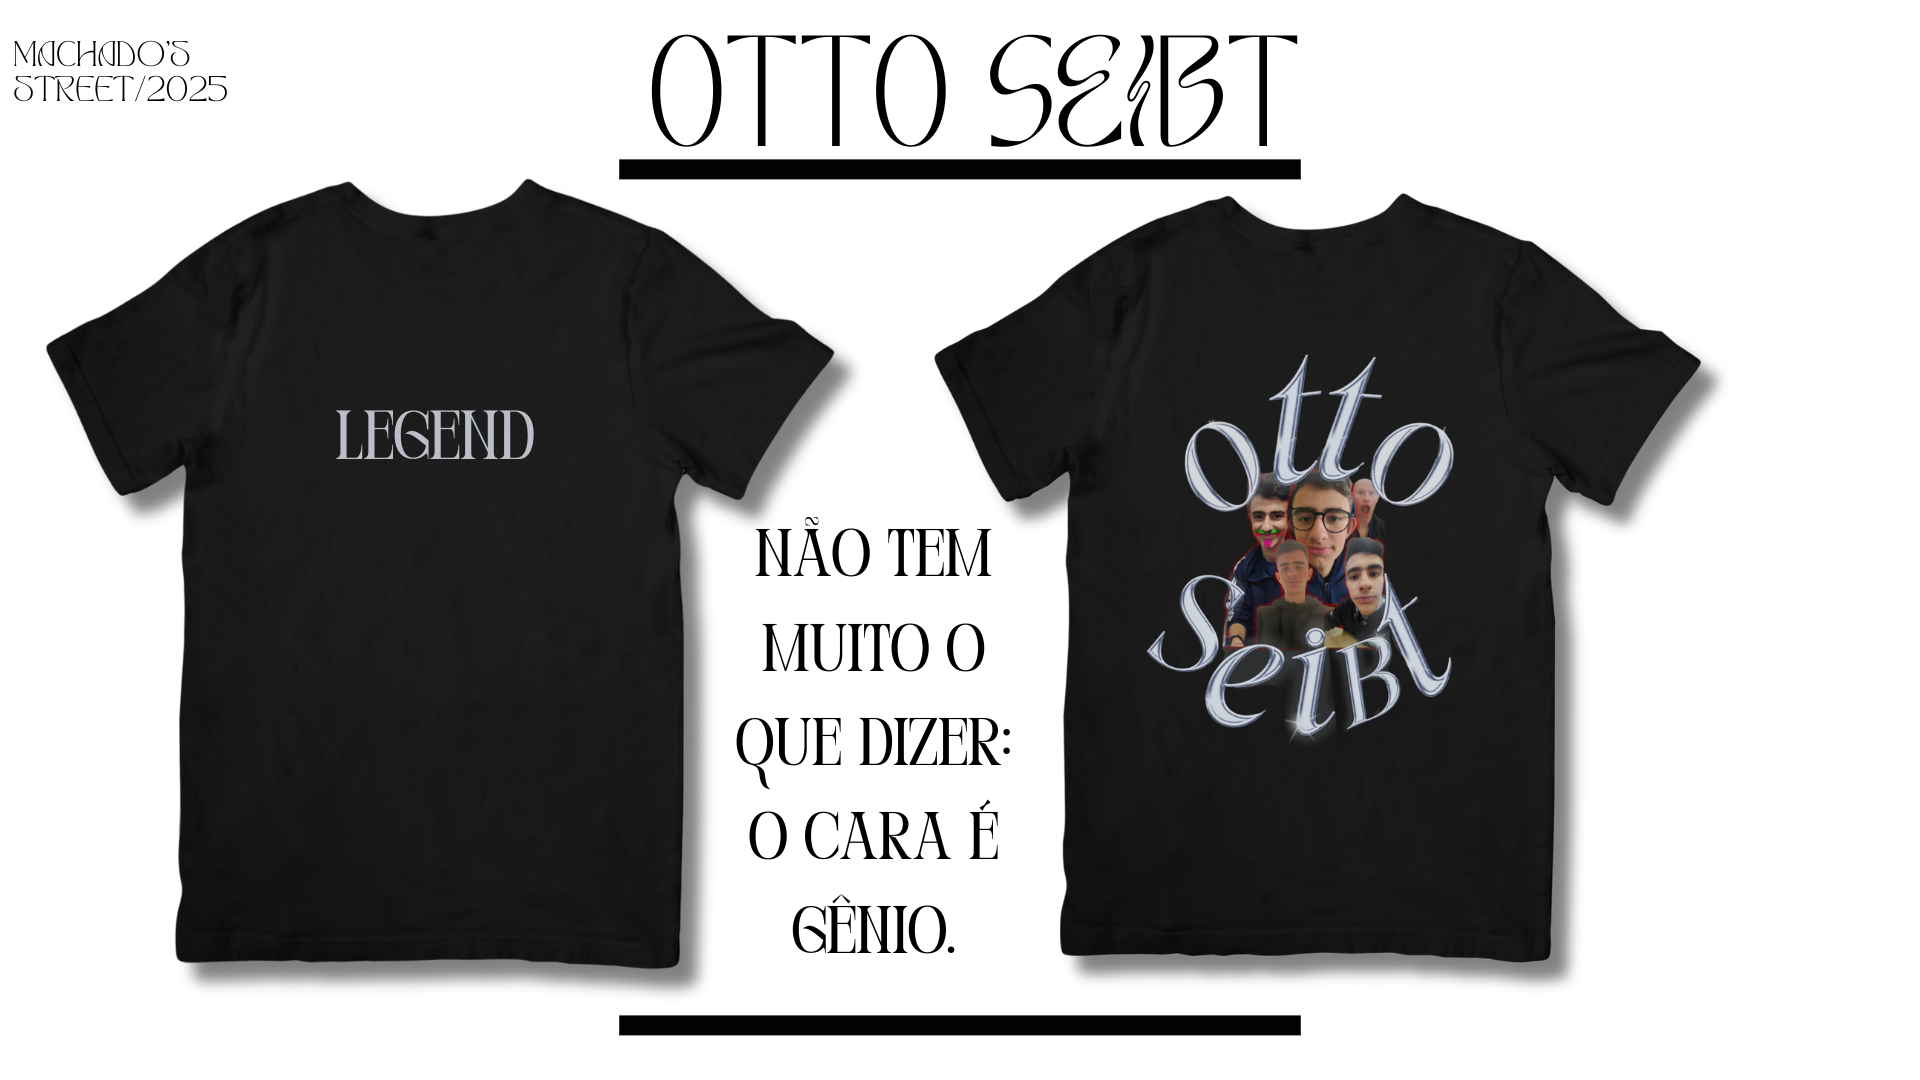 MACHADO'S
STREET/2025
OTTO SEIBT
LEGEND
NÃO TEM
MUITO O
QUE DIZER:
O CARA É
GÊNIO.
Otto
SeiBt